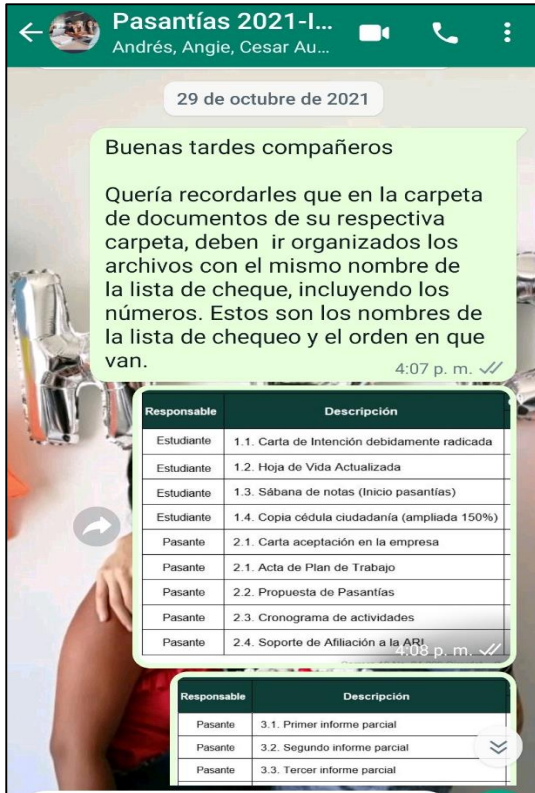 Pasantías 2021-I...
Andrés, Angie, Cesar Au...
29 de octubre de 2021
Buenas tardes compañeros
Quería recordarles que en la carpeta
de documentos de su respectiva
carpeta, deben ir organizados los
archivos con el mismo nombre de
la lista de cheque, incluyendo los
números. Estos son los nombres de
la lista de chequeo y el orden en que
van.
4:07 p. m.
Responsable Descripción
Estudiante 1.1. Carta de Intención debidamente radicada
Estudiante 1.2. Hoja de Vida Actualizada
Estudiante 1.3. Sábana de notas (Inicio pasantías)
Estudiante 1.4. Copia cédula ciudadanía (ampliada 150%)
Pasante 2.1. Carta aceptación en la empresa
Pasante 2.1. Acta de Plan de Trabajo
Pasante 2.2. Propuesta de Pasantías
Pasante 2.3. Cronograma de actividades
Pasante 2.4. Soporte de Afiliación a la ARL
4:08 p. m.
Responsable Descripción
Pasante 3.1. Primer informe parcial
Pasante 3.2. Segundo informe parcial
Pasante 3.3. Tercer informe parcial